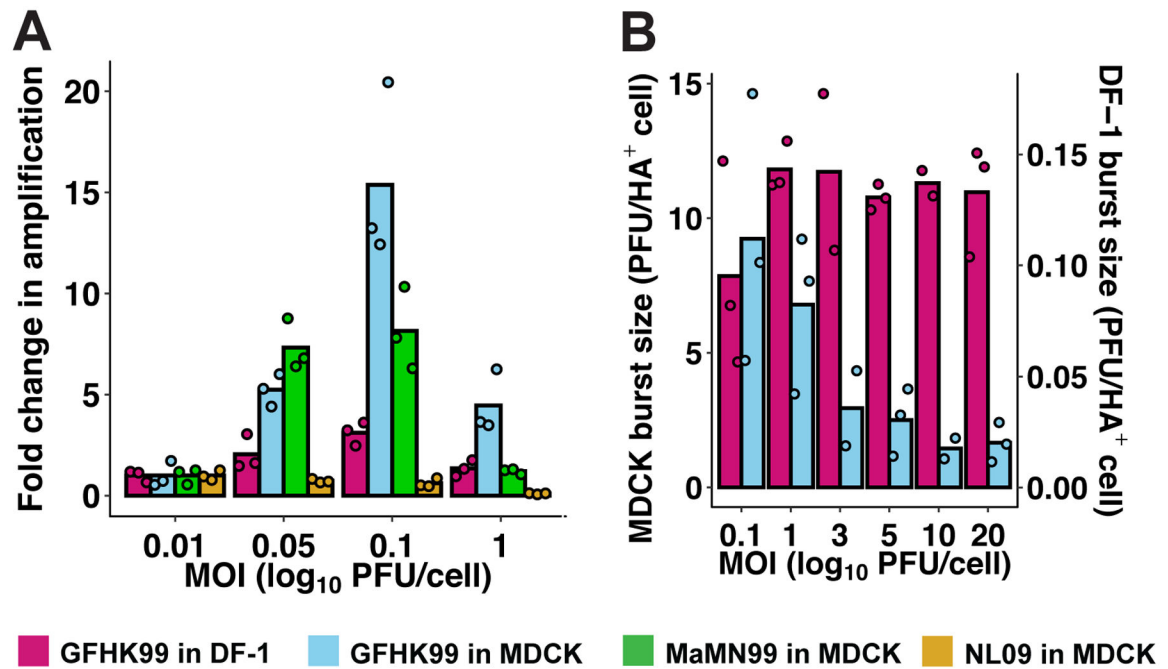 A
Fold change in amplification
20
15
10
5
0
0.01 0.05 0.1 1
MOI (log10 PFU/cell)
B
MDCK burst size (PFU/HA+ cell)
15
10
5
0
0.1 1 3 5 10 20
MOI (log10 PFU/cell)
0.15
0.10
0.05
0.00
DF-1 burst size (PFU/HA+ cell)
GFHK99 in DF-1 GFHK99 in MDCK MaMN99 in MDCK NL09 in MDCK